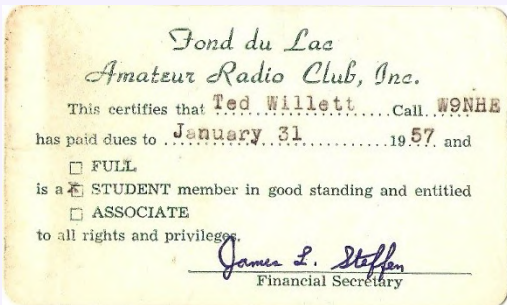 Fond du Lac
Amateur Radio Club, Inc.
This certifies that Ted Willett Call W9NHE
has paid dues to January 31 1957 and
☐ FULL
is a ☒ STUDENT member in good standing and entitled
☐ ASSOCIATE
to all rights and privileges.
James L. Steffen
Financial Secretary